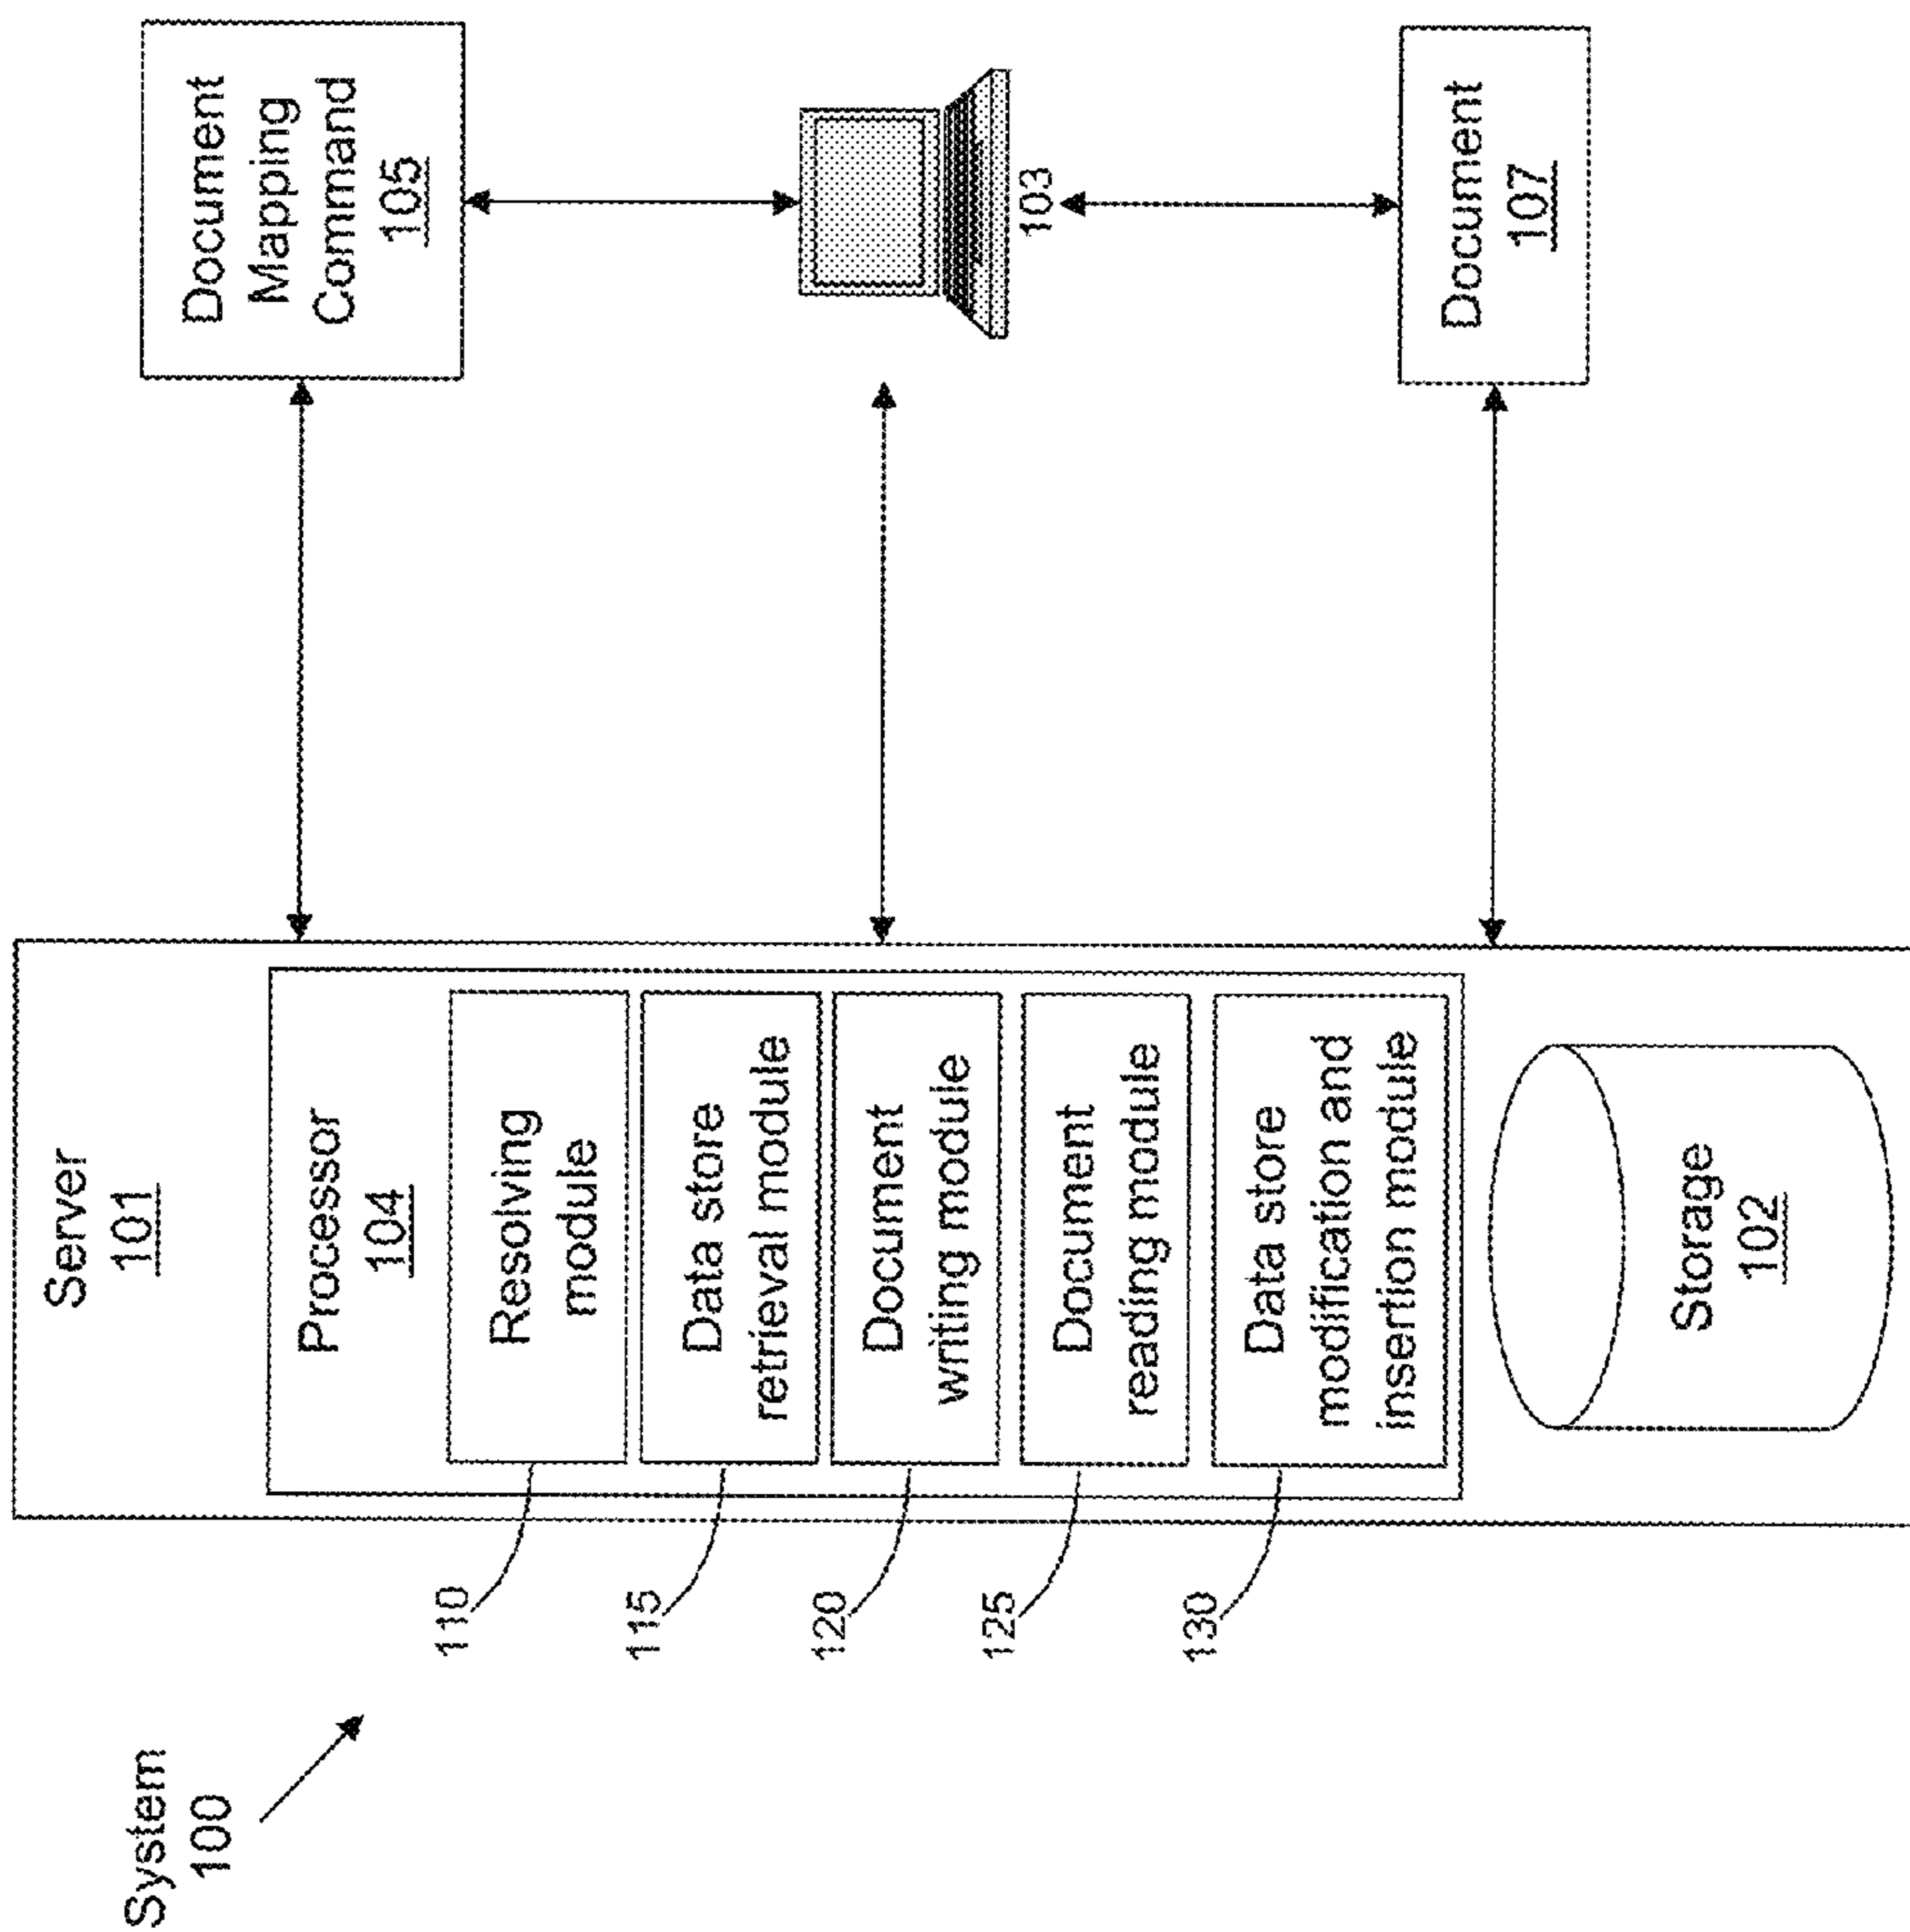 System
100
Server
101
Processor
104
Resolving
module
Data store
retrieval module
Document
writing module
Document
reading module
Data store
modification and
insertion module
Storage
102
110
115
120
125
130
Document
Mapping
Command
105
103
Document
107